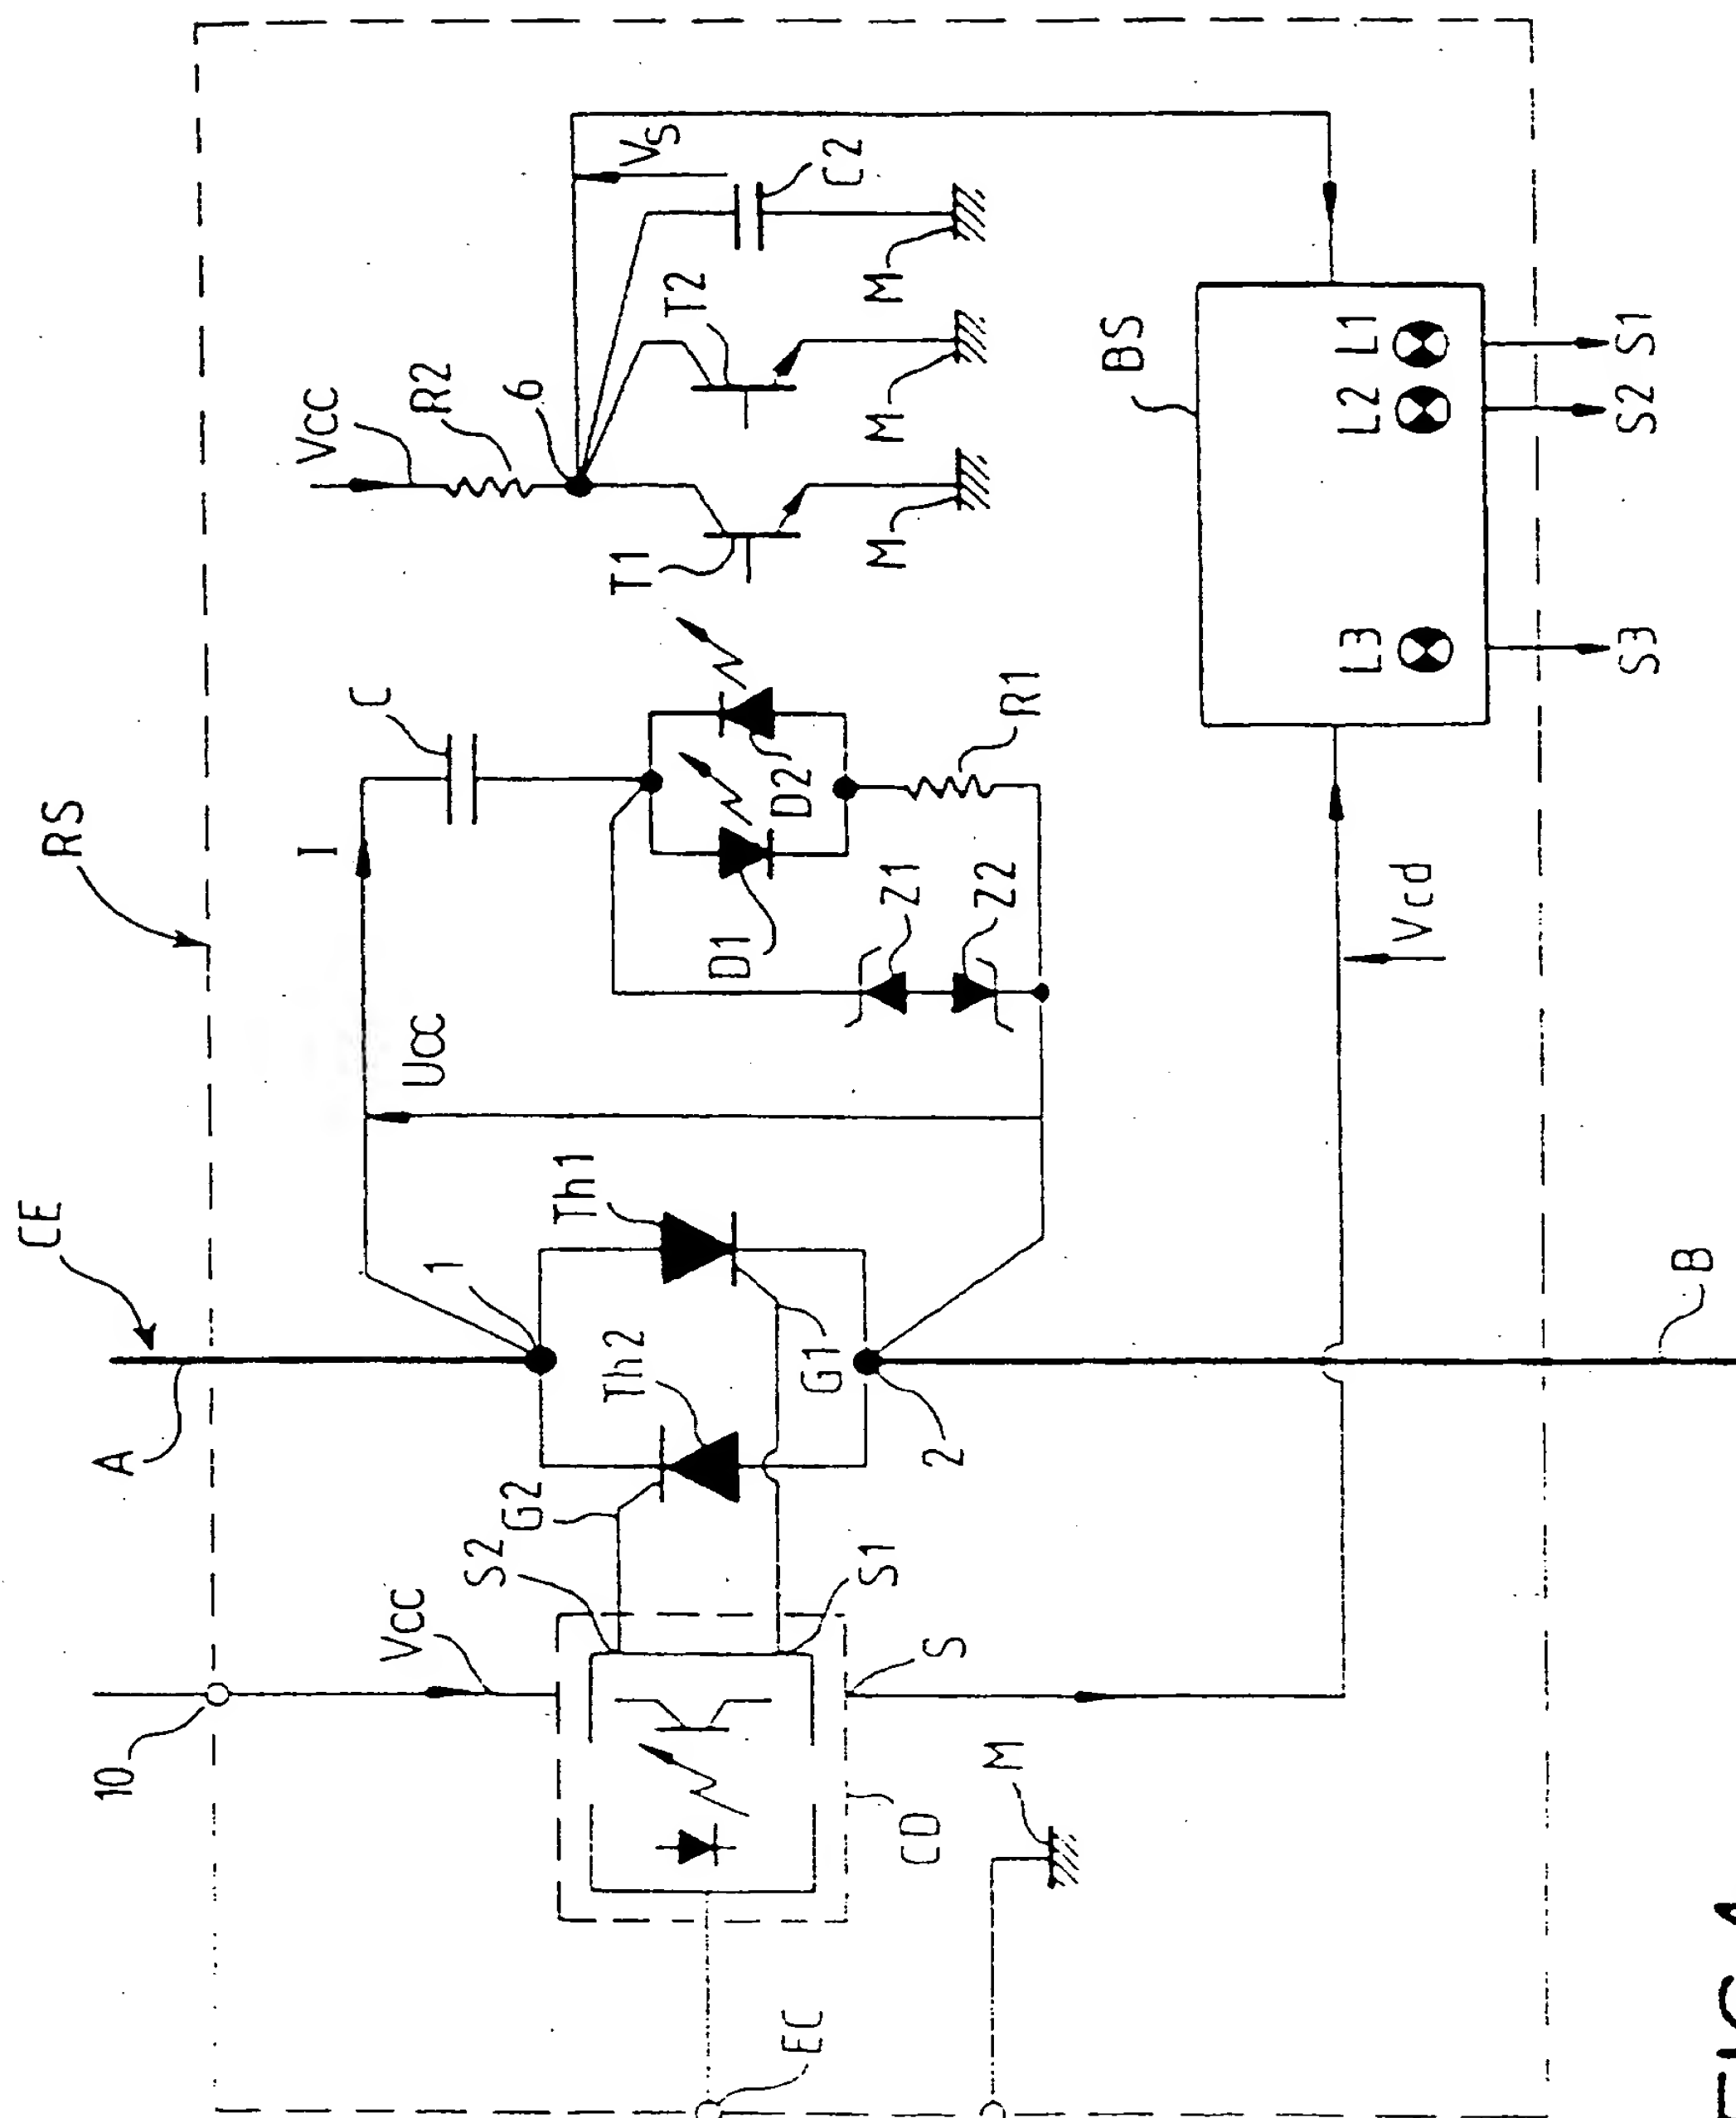 CE
RS
A
10
Vcc
S2
G2
1
Th2
Th1
G1
2
Ucc
I
C
D1
D2
Z1
Z2
R1
T1
Vcc
R2
6
T2
Vs
C2
M
M
M
S1
S
CD
M
EC
Vcd
BS
L3
L2
L1
S3
S2
S1
B